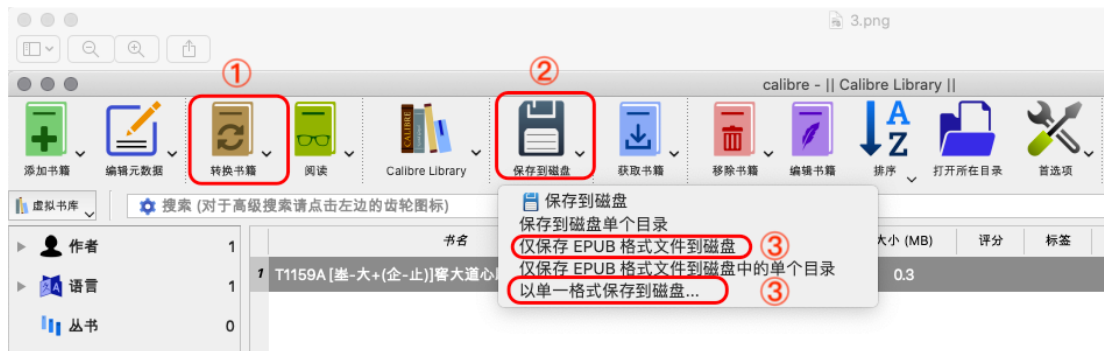 3.png
①
②
calibre - || Calibre Library ||
添加书籍 编辑元数据 转换书籍 阅读 Calibre Library 保存到磁盘 获取书籍 移除书籍 编辑书籍 排序 打开所在目录 首选项
虚拟书库 搜索 (对于高级搜索请点击左边的齿轮图标)
保存到磁盘
保存到磁盘单个目录
仅保存 EPUB 格式文件到磁盘 ③
仅保存 EPUB 格式文件到磁盘中的单个目录
以单一格式保存到磁盘... ③
作者 1
语言 1
丛书 0
书名 大小 (MB) 评分 标签
1 T1159A [埊-大+(企-止)]窖大道心 0.3